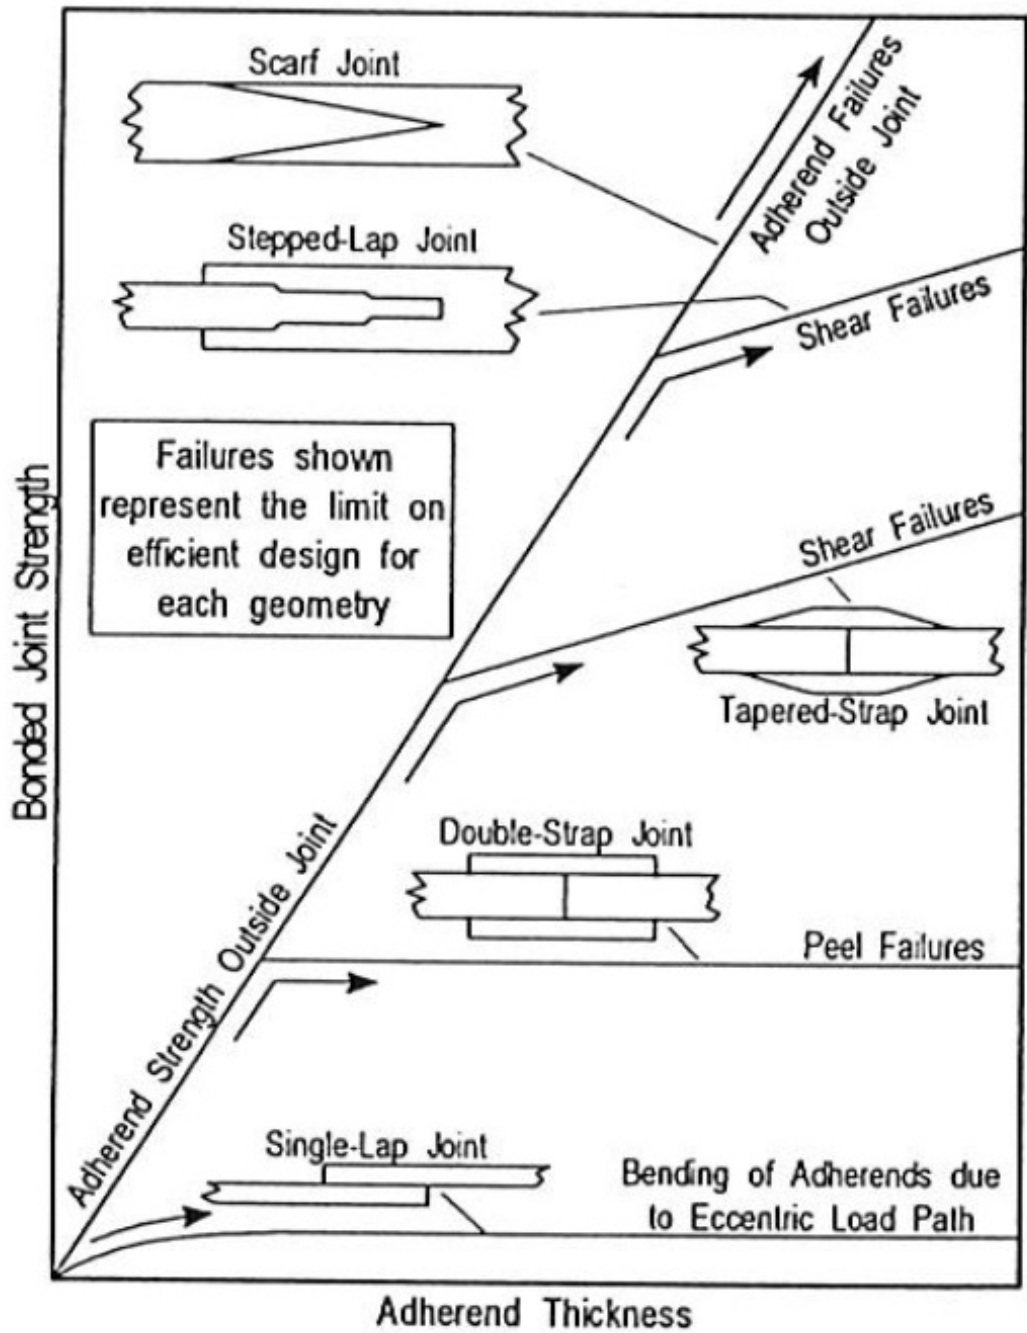 Scarf Joint
Adherend Failures
Outside Joint
Stepped-Lap Joint
Shear Failures
Failures shown
represent the limit on
efficient design for
each geometry
Shear Failures
Tapered-Strap Joint
Double-Strap Joint
Peel Failures
Adherend Strength Outside Joint
Single-Lap Joint
Bending of Adherends due
to Eccentric Load Path
Bonded Joint Strength
Adherend Thickness